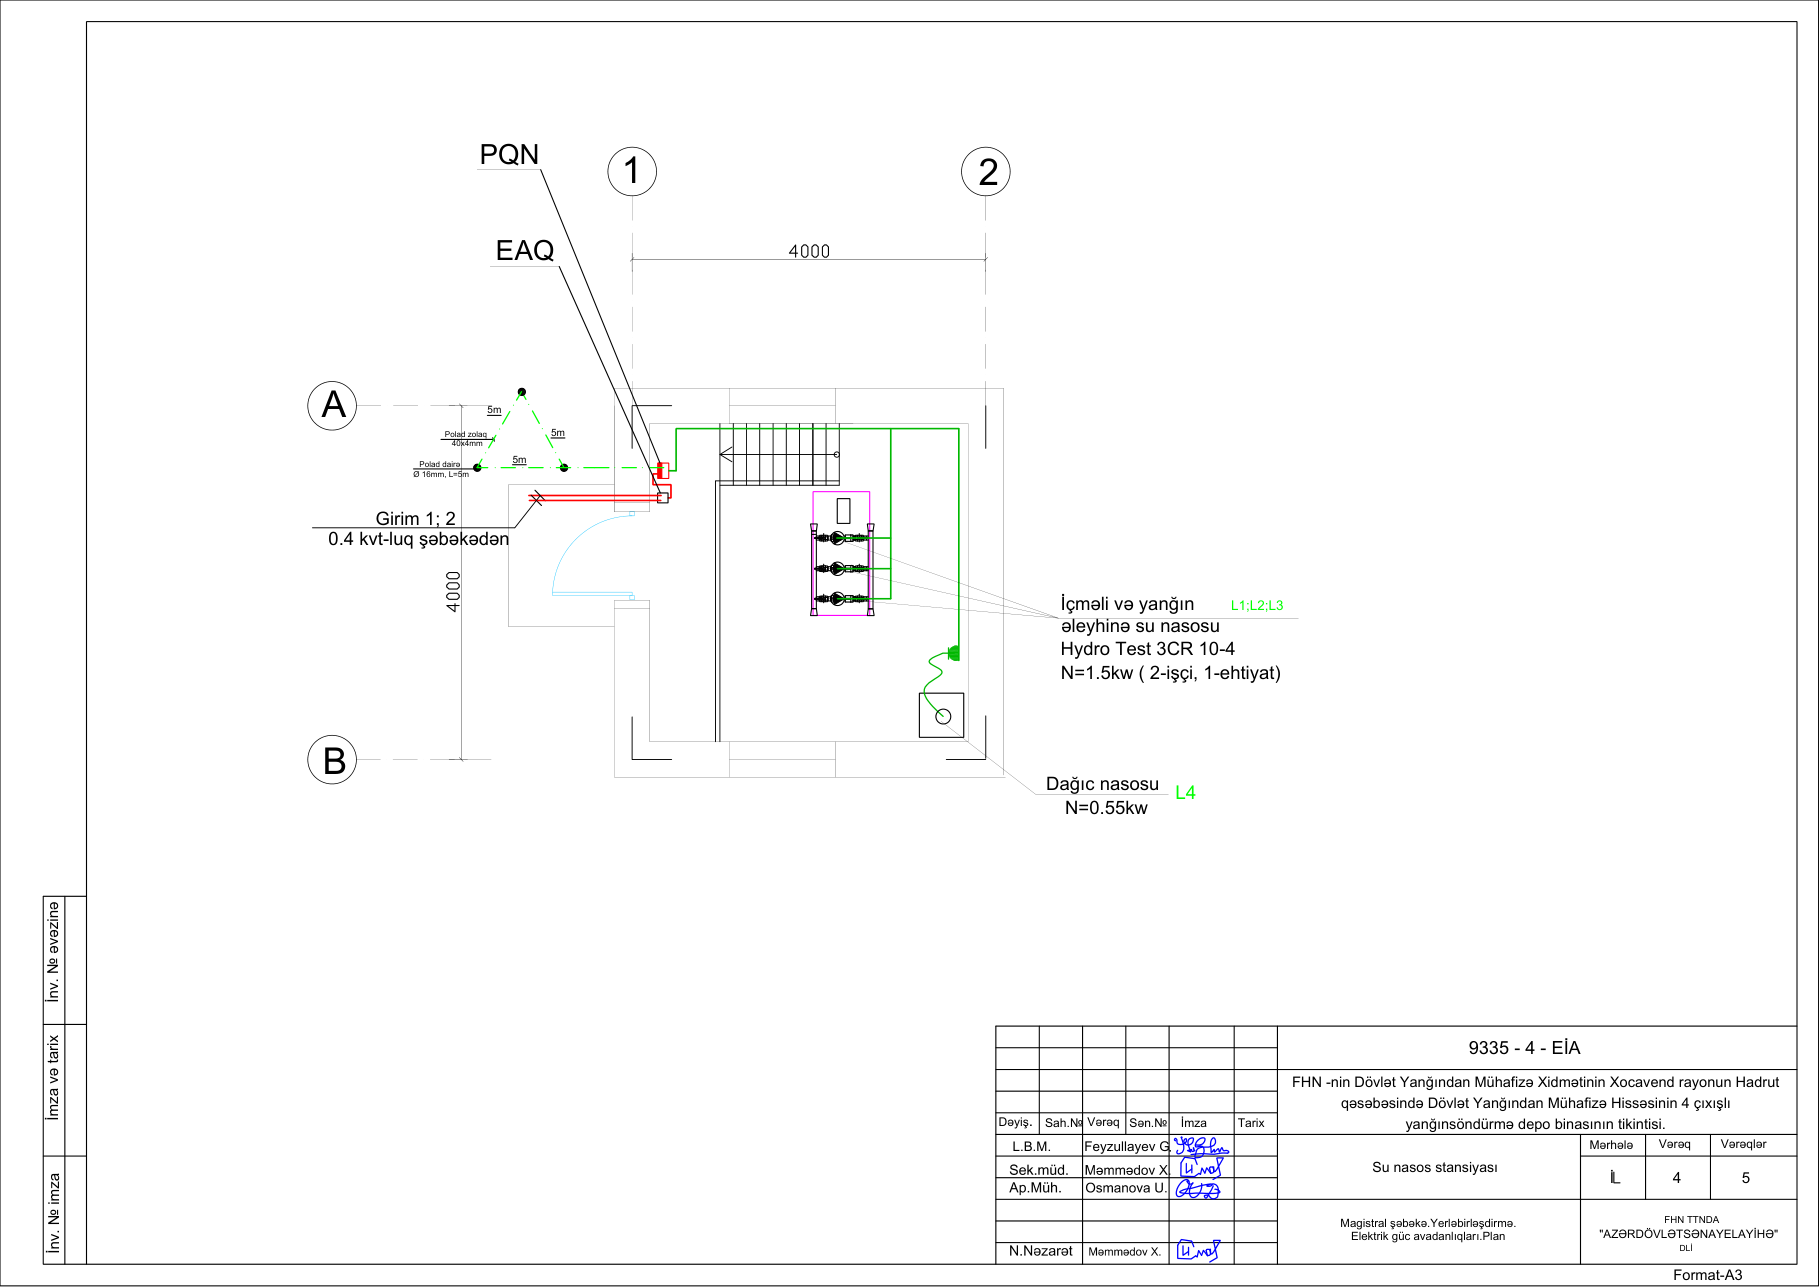 PQN
1
2
EAQ
4000
A
5m
5m
Polad zolaq
40x4mm
5m
Polad dairə
Ø 16mm, L=5m
Girim 1; 2
0.4 kvt-luq şəbəkədən
4000
İçməli və yanğın L1;L2;L3
əleyhinə su nasosu
Hydro Test 3CR 10-4
N=1.5kw ( 2-işçi, 1-ehtiyat)
B
Dağıc nasosu L4
N=0.55kw
İnv. № əvəzinə
İmza və tarix
İnv. № imza
9335 - 4 - EİA
FHN -nin Dövlət Yanğından Mühafizə Xidmətinin Xocavend rayonun Hadrut
qəsəbəsində Dövlət Yanğından Mühafizə Hissəsinin 4 çıxışlı
yanğınsöndürmə depo binasının tikintisi.
Dəyiş. Sah.№ Vərəq Sən.№ İmza Tarix
L.B.M. Feyzullayev G.
Sek.müd. Məmmədov X.
Ap.Müh. Osmanova U.
N.Nəzarət Məmmədov X.
Su nasos stansiyası
Mərhələ Vərəq Vərəqlər
İL 4 5
Magistral şəbəkə.Yerləbirləşdirmə.
Elektrik güc avadanlıqları.Plan
FHN TTNDA
"AZƏRDÖVLƏTSƏNAYELAYİHƏ"
DLİ
Format-A3